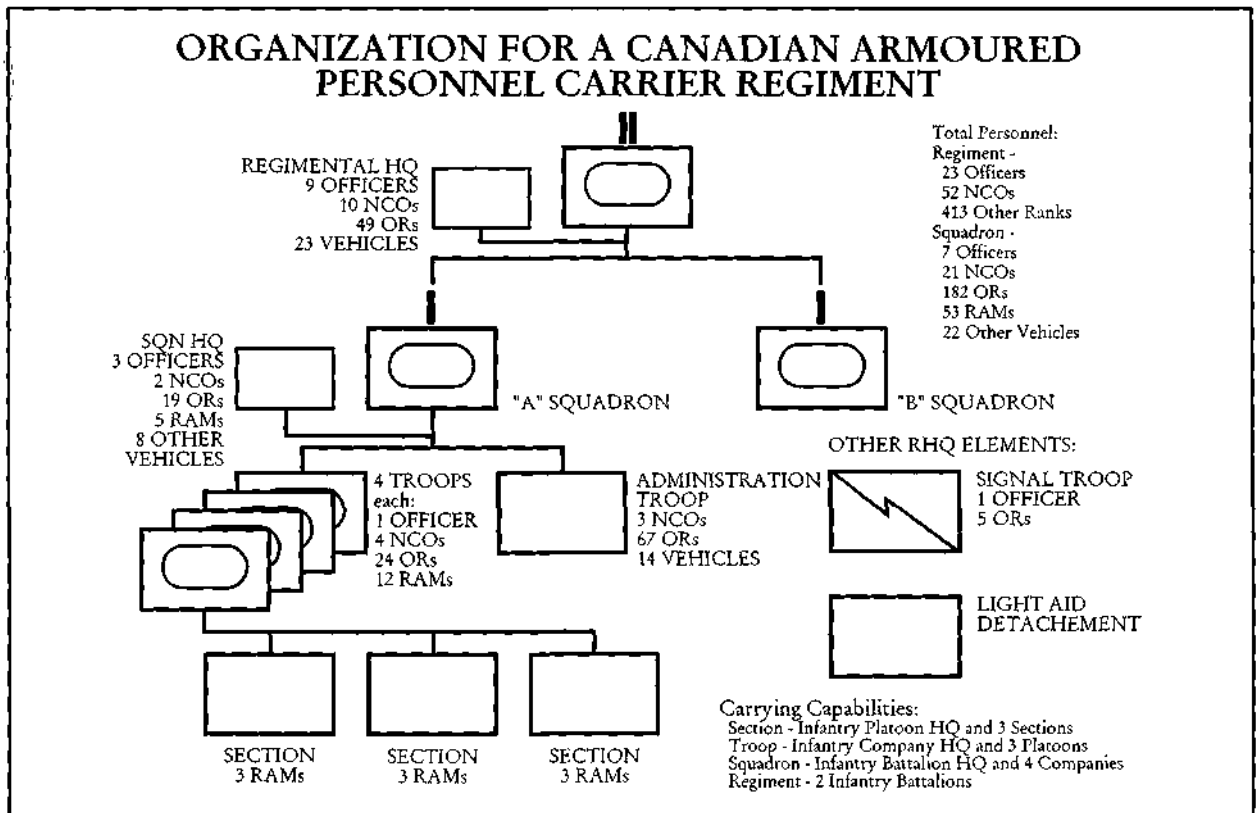 ORGANIZATION FOR A CANADIAN ARMOURED
PERSONNEL CARRIER REGIMENT
REGIMENTAL HQ
9 OFFICERS
10 NCOs
49 ORs
23 VEHICLES
Total Personnel:
Regiment -
23 Officers
52 NCOs
413 Other Ranks
Squadron -
7 Officers
21 NCOs
182 ORs
53 RAMs
22 Other Vehicles
SQN HQ
3 OFFICERS
2 NCOs
19 ORs
5 RAMs
8 OTHER
VEHICLES
"A" SQUADRON
"B" SQUADRON
4 TROOPS
each:
1 OFFICER
4 NCOs
24 ORs
12 RAMs
ADMINISTRATION
TROOP
3 NCOs
67 ORs
14 VEHICLES
OTHER RHQ ELEMENTS:
SIGNAL TROOP
1 OFFICER
5 ORs
LIGHT AID
DETACHEMENT
SECTION
3 RAMs
SECTION
3 RAMs
SECTION
3 RAMs
Carrying Capabilities:
Section - Infantry Platoon HQ and 3 Sections
Troop - Infantry Company HQ and 3 Platoons
Squadron - Infantry Battalion HQ and 4 Companies
Regiment - 2 Infantry Battalions